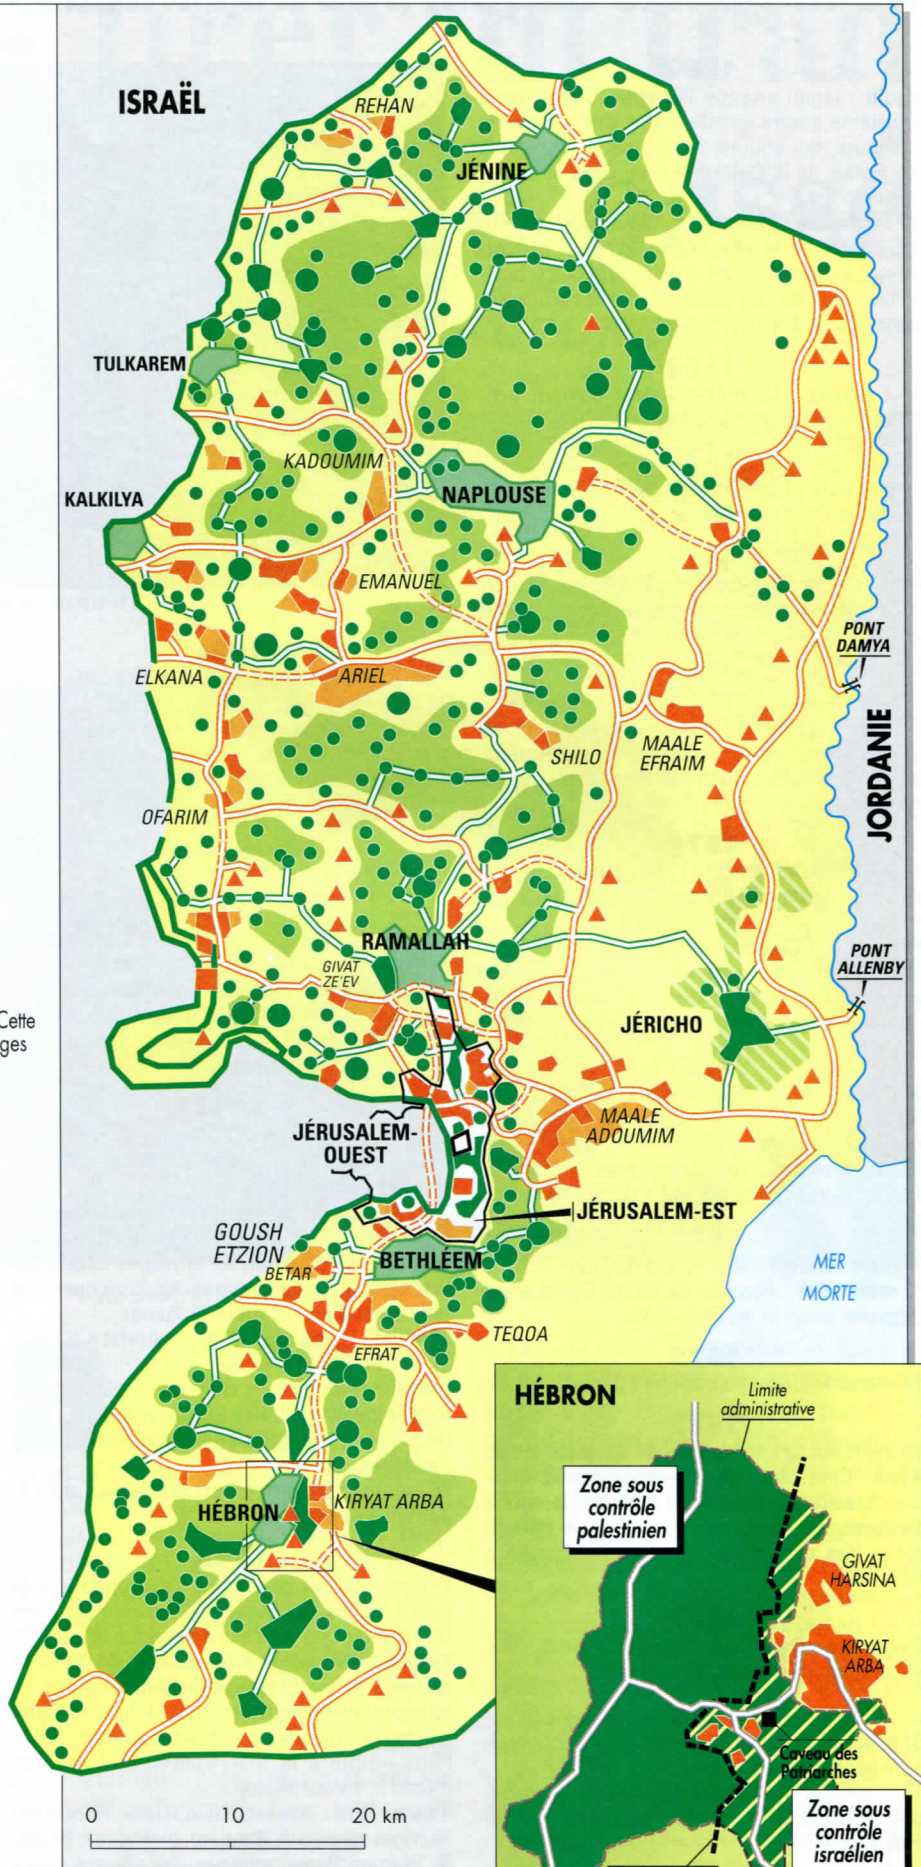 ISRAËL
REHAN
JÉNINE
TULKAREM
KADOUMIM
NAPLOUSE
KALKILYA
EMANUEL
PONT
DAMYA
ELKANA
ARIEL
SHILO
MAALE
EFRAIM
JORDANIE
OFARIM
RAMALLAH
GIVAT
ZE'EV
PONT
ALLENBY
Cette
ges
JÉRICHO
JÉRUSALEM-
OUEST
MAALE
ADOUMIM
JÉRUSALEM-EST
GOUSH
ETZION
BETAR
BETHLÉEM
MER
MORTE
TEQOA
EFRAT
HÉBRON
KIRYAT ARBA
HÉBRON
Limite
administrative
Zone sous
contrôle
palestinien
GIVAT
HARSINA
KIRYAT
ARBA
Caveau des
Patriarches
Zone sous
contrôle
israélien
0 10 20 km